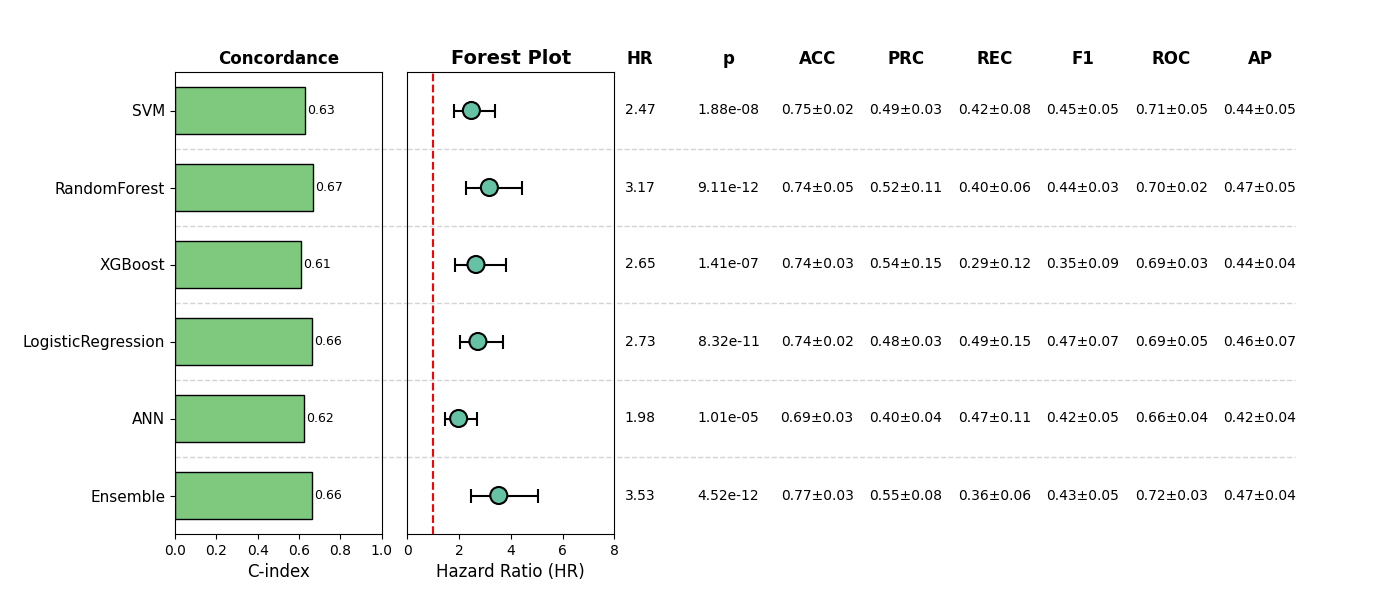 Concordance Forest Plot HR p ACC PRC REC F1 ROC AP
SVM 0.63 2.47 1.88e-08 0.75±0.02 0.49±0.03 0.42±0.08 0.45±0.05 0.71±0.05 0.44±0.05
RandomForest 0.67 3.17 9.11e-12 0.74±0.05 0.52±0.11 0.40±0.06 0.44±0.03 0.70±0.02 0.47±0.05
XGBoost 0.61 2.65 1.41e-07 0.74±0.03 0.54±0.15 0.29±0.12 0.35±0.09 0.69±0.03 0.44±0.04
LogisticRegression 0.66 2.73 8.32e-11 0.74±0.02 0.48±0.03 0.49±0.15 0.47±0.07 0.69±0.05 0.46±0.07
ANN 0.62 1.98 1.01e-05 0.69±0.03 0.40±0.04 0.47±0.11 0.42±0.05 0.66±0.04 0.42±0.04
Ensemble 0.66 3.53 4.52e-12 0.77±0.03 0.55±0.08 0.36±0.06 0.43±0.05 0.72±0.03 0.47±0.04
0.0 0.2 0.4 0.6 0.8 1.0 0 2 4 6 8
C-index Hazard Ratio (HR)